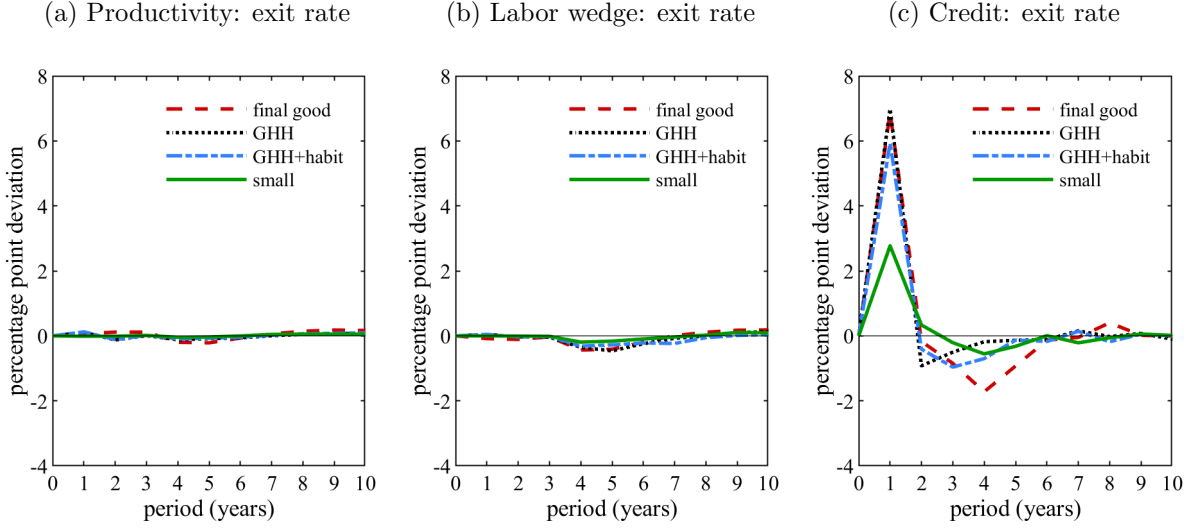 (a) Productivity: exit rate
(b) Labor wedge: exit rate
(c) Credit: exit rate
percentage point deviation
8
6
4
2
0
-2
-4
final good
GHH
GHH+habit
small
0 1 2 3 4 5 6 7 8 9 10
period (years)
percentage point deviation
8
6
4
2
0
-2
-4
final good
GHH
GHH+habit
small
0 1 2 3 4 5 6 7 8 9 10
period (years)
percentage point deviation
8
6
4
2
0
-2
-4
final good
GHH
GHH+habit
small
0 1 2 3 4 5 6 7 8 9 10
period (years)